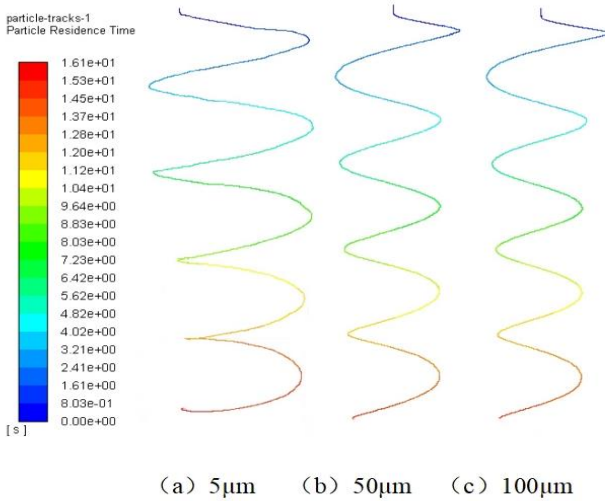 particle-tracks-1
Particle Residence Time
1.61e+01
1.53e+01
1.45e+01
1.37e+01
1.28e+01
1.20e+01
1.12e+01
1.04e+01
9.64e+00
8.83e+00
8.03e+00
7.23e+00
6.42e+00
5.62e+00
4.82e+00
4.02e+00
3.21e+00
2.41e+00
1.61e+00
8.03e-01
0.00e+00
[ s ]
（a）5μm （b）50μm （c）100μm